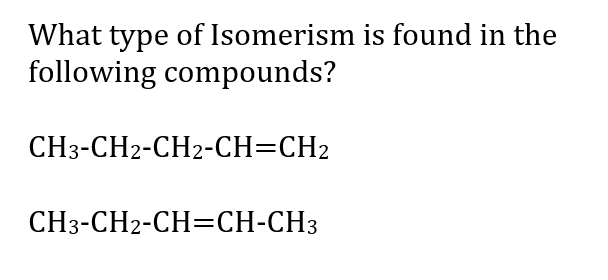 What type of Isomerism is found in the
following compounds?
CH3-CH2-CH2-CH=CH2
CH3-CH2-CH=CH-CH3